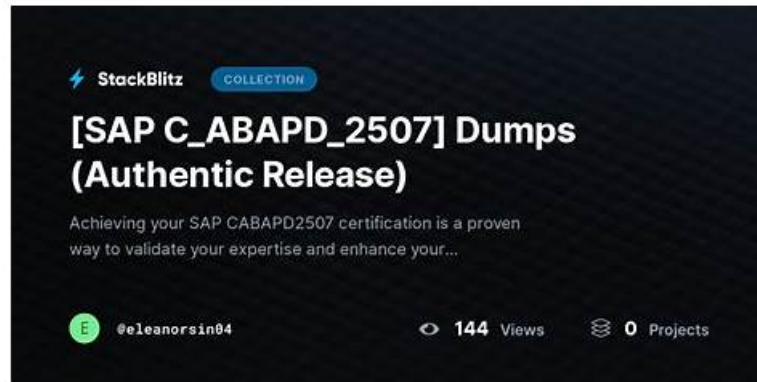 StackBlitz COLLECTION
[SAP C_ABAPD_2507] Dumps
(Authentic Release)
Achieving your SAP CABAPD2507 certification is a proven
way to validate your expertise and enhance your...
E @eleanorsin04 144 Views 0 Projects